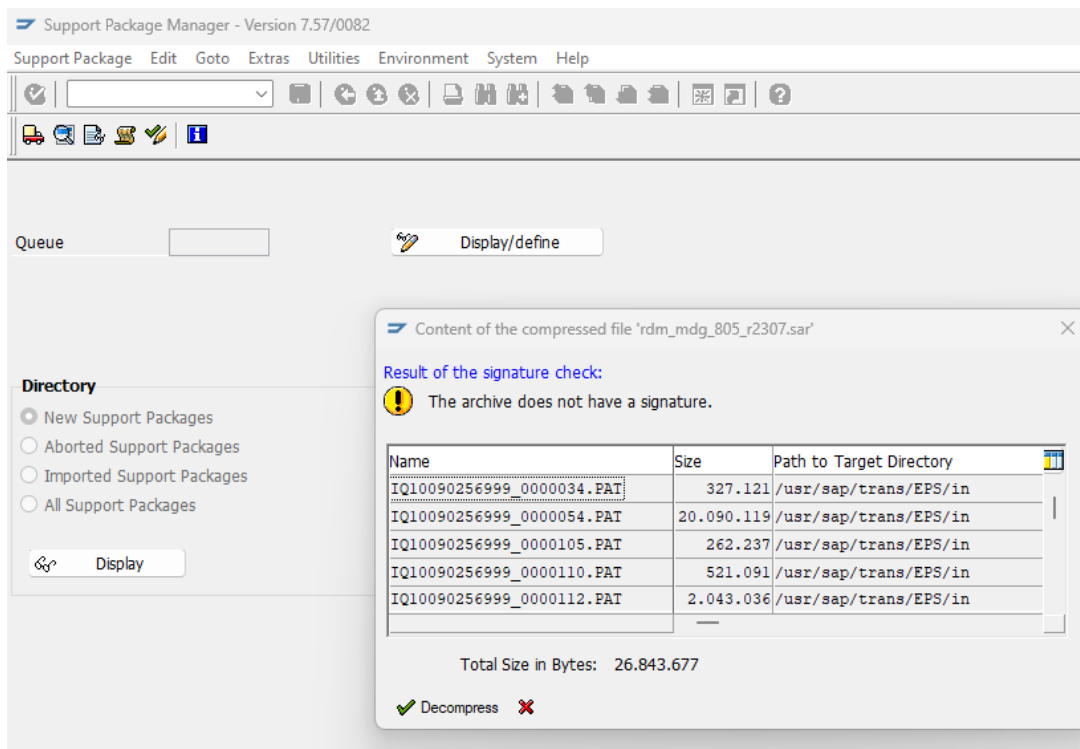 Support Package Manager - Version 7.57/0082
Support Package Edit Goto Extras Utilities Environment System Help
Queue
Display/define
Content of the compressed file 'rdm_mdg_805_r2307.sar'
Result of the signature check:
The archive does not have a signature.
Directory
New Support Packages
Aborted Support Packages
Imported Support Packages
All Support Packages
Display
Name Size Path to Target Directory
IQ10090256999_0000034.PAT 327.121 /usr/sap/trans/EPS/in
IQ10090256999_0000054.PAT 20.090.119 /usr/sap/trans/EPS/in
IQ10090256999_0000105.PAT 262.237 /usr/sap/trans/EPS/in
IQ10090256999_0000110.PAT 521.091 /usr/sap/trans/EPS/in
IQ10090256999_0000112.PAT 2.043.036 /usr/sap/trans/EPS/in
Total Size in Bytes: 26.843.677
Decompress